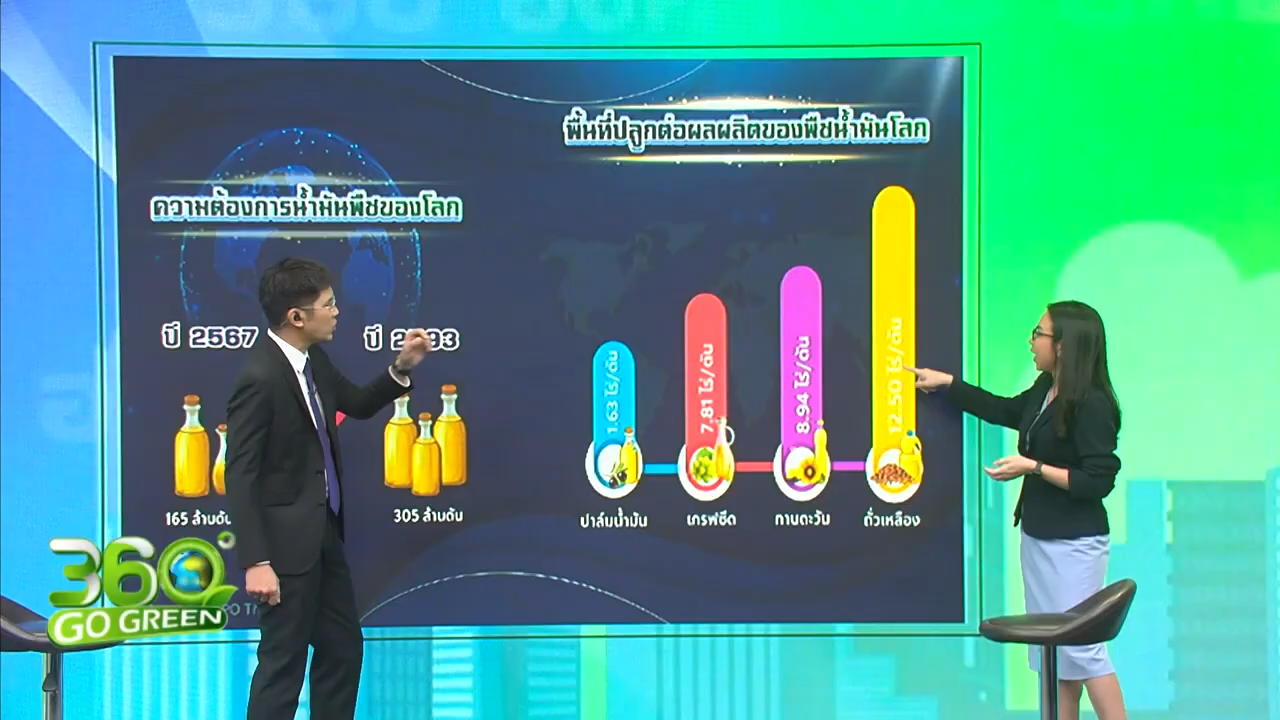 พื้นที่ปลูกต่อผลผลิตของพืชน้ำมันโลก
ความต้องการน้ำมันพืชของโลก
ปี 2567
ปี
165 ล้านตัน
305 ล้านตัน
1.63 ไร่/ตัน
7.81 ไร่/ตัน
8.94 ไร่/ตัน
12.50 ไร่/ตัน
ปาล์มน้ำมัน
เกรฟซีด
ทานตะวัน
ถั่วเหลือง
360°
GO GREEN